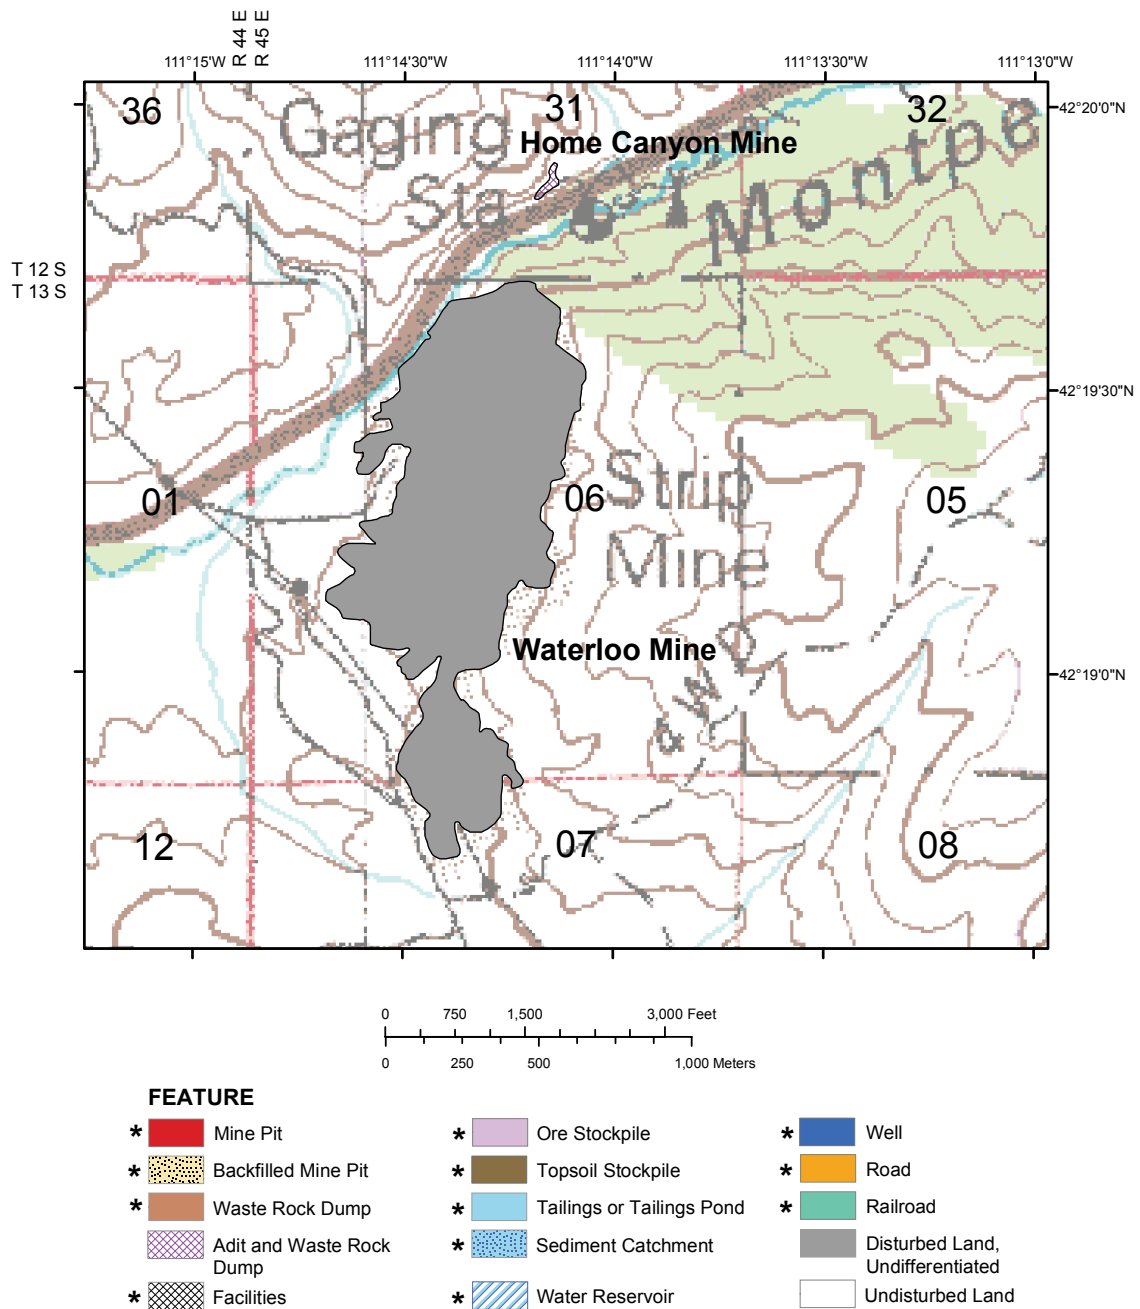 R 44 E
R 45 E
111°15'W
111°14'30"W
111°14'0"W
111°13'30"W
111°13'0"W
36
31
32
42°20'0"N
Gaging
Sta
Home Canyon Mine
Montpe
T 12 S
T 13 S
42°19'30"N
01
06
05
Strip
Mine
Waterloo Mine
42°19'0"N
12
07
08
0 750 1,500 3,000 Feet
0 250 500 1,000 Meters
FEATURE
* Mine Pit
* Backfilled Mine Pit
* Waste Rock Dump
Adit and Waste Rock
Dump
* Facilities
* Ore Stockpile
* Topsoil Stockpile
* Tailings or Tailings Pond
* Sediment Catchment
* Water Reservoir
* Well
* Road
* Railroad
Disturbed Land,
Undifferentiated
Undisturbed Land